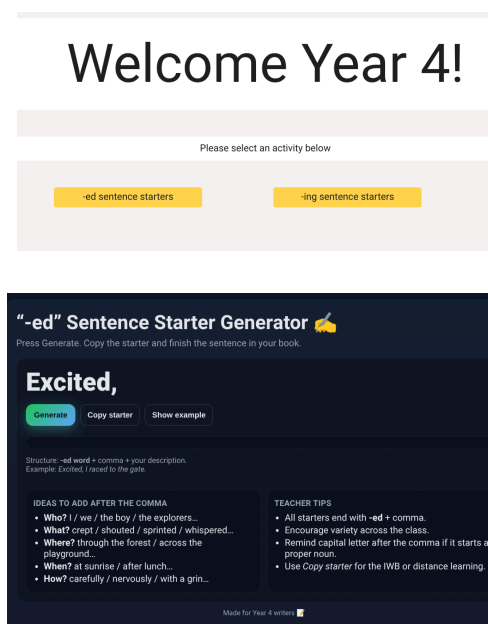 Welcome Year 4!
Please select an activity below
-ed sentence starters
-ing sentence starters
“-ed” Sentence Starter Generator ✍️
Press Generate. Copy the starter and finish the sentence in your book.
Excited,
Generate
Copy starter
Show example
Structure: -ed word + comma + your description.
Example: Excited, I raced to the gate.
IDEAS TO ADD AFTER THE COMMA
• Who? I / we / the boy / the explorers…
• What? crept / shouted / sprinted / whispered…
• Where? through the forest / across the
playground…
• When? at sunrise / after lunch…
• How? carefully / nervously / with a grin…
TEACHER TIPS
• All starters end with -ed + comma.
• Encourage variety across the class.
• Remind capital letter after the comma if it starts a
proper noun.
• Use Copy starter for the IWB or distance learning.
Made for Year 4 writers 📝